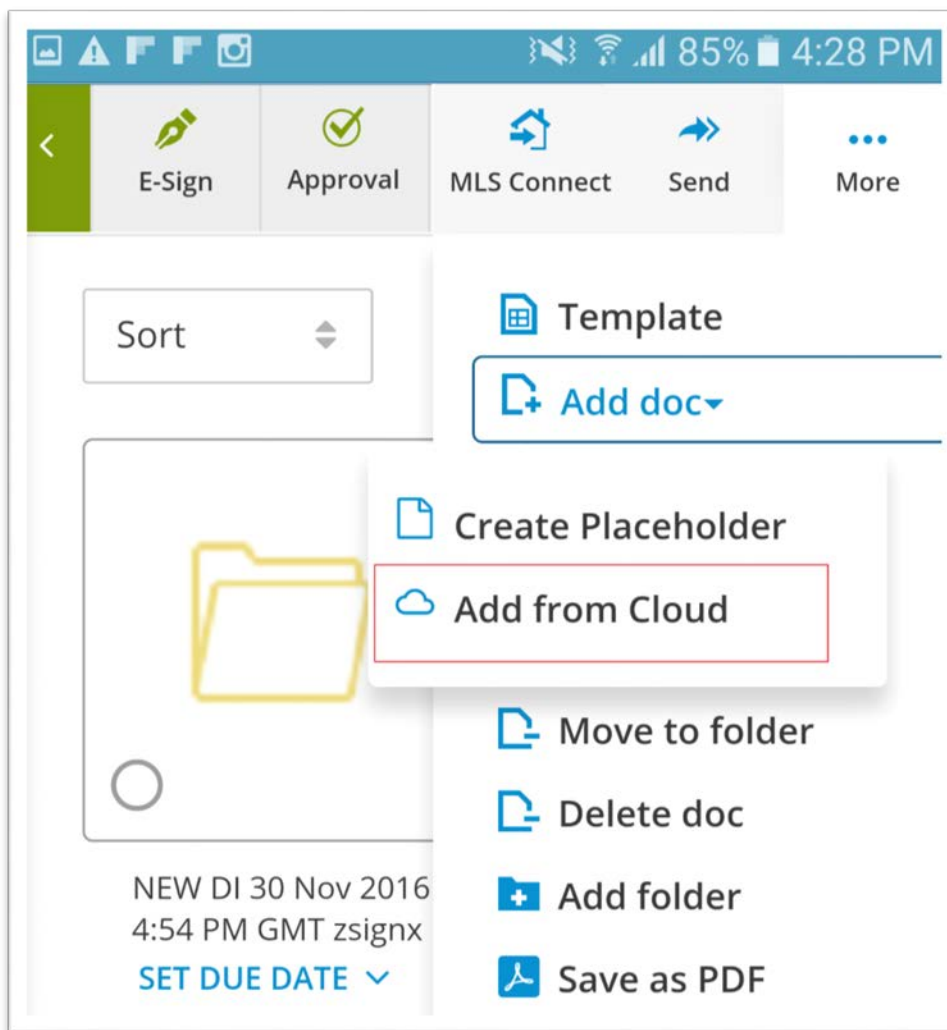 85% 4:28 PM
E-Sign
Approval
MLS Connect
Send
More
Sort
Template
Add doc
Create Placeholder
Add from Cloud
Move to folder
Delete doc
Add folder
Save as PDF
NEW DI 30 Nov 2016
4:54 PM GMT zsignx
SET DUE DATE